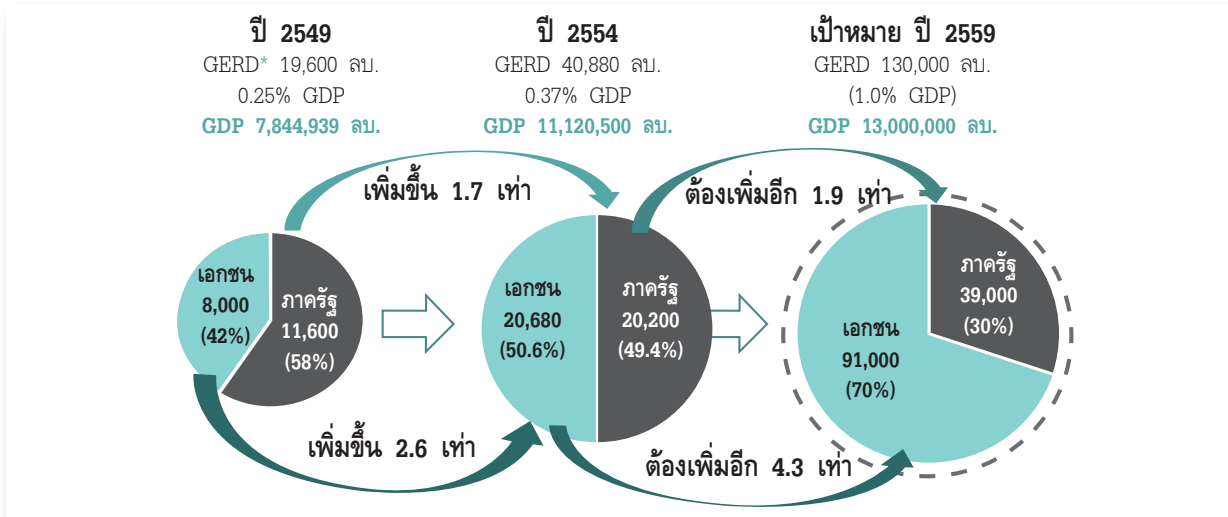 ปี 2549
GERD* 19,600 ลบ.
0.25% GDP
GDP 7,844,939 ลบ.
ปี 2554
GERD 40,880 ลบ.
0.37% GDP
GDP 11,120,500 ลบ.
เป้าหมาย ปี 2559
GERD 130,000 ลบ.
(1.0% GDP)
GDP 13,000,000 ลบ.
เพิ่มขึ้น 1.7 เท่า
ต้องเพิ่มอีก 1.9 เท่า
เอกชน
8,000
(42%)
ภาครัฐ
11,600
(58%)
เอกชน
20,680
(50.6%)
ภาครัฐ
20,200
(49.4%)
เอกชน
91,000
(70%)
ภาครัฐ
39,000
(30%)
เพิ่มขึ้น 2.6 เท่า
ต้องเพิ่มอีก 4.3 เท่า